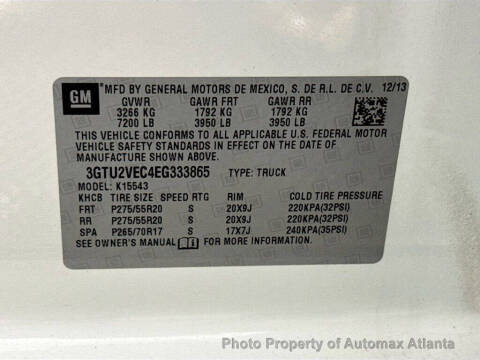 GM
MFD BY GENERAL MOTORS DE MEXICO, S. DE R.L. DE C.V. 12/13
GVWR GAWR FRT GAWR RR
3266 KG 1792 KG 1792 KG
7200 LB 3950 LB 3950 LB
THIS VEHICLE CONFORMS TO ALL APPLICABLE U.S. FEDERAL MOTOR
VEHICLE SAFETY STANDARDS IN EFFECT ON THE DATE OF
MANUFACTURE SHOWN ABOVE.
3GTU2VEC4EG333865 TYPE: TRUCK
MODEL: K15543
KHCB TIRE SIZE SPEED RTG RIM COLD TIRE PRESSURE
FRT P275/55R20 S 20X9J 220KPA(32PSI)
RR P275/55R20 S 20X9J 220KPA(32PSI)
SPA P265/70R17 S 17X7J 240KPA(35PSI)
SEE OWNER'S MANUAL FOR MORE INFORMATION.
Photo Property of Automax Atlanta